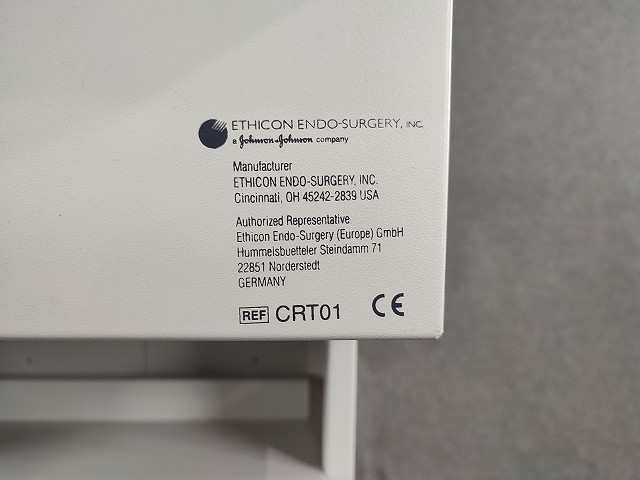 ETHICON ENDO-SURGERY, INC.
a Johnson & Johnson company
Manufacturer
ETHICON ENDO-SURGERY, INC.
Cincinnati, OH 45242-2839 USA
Authorized Representative
Ethicon Endo-Surgery (Europe) GmbH
Hummelsbuetteler Steindamm 71
22851 Norderstedt
GERMANY
REF CRT01 CE